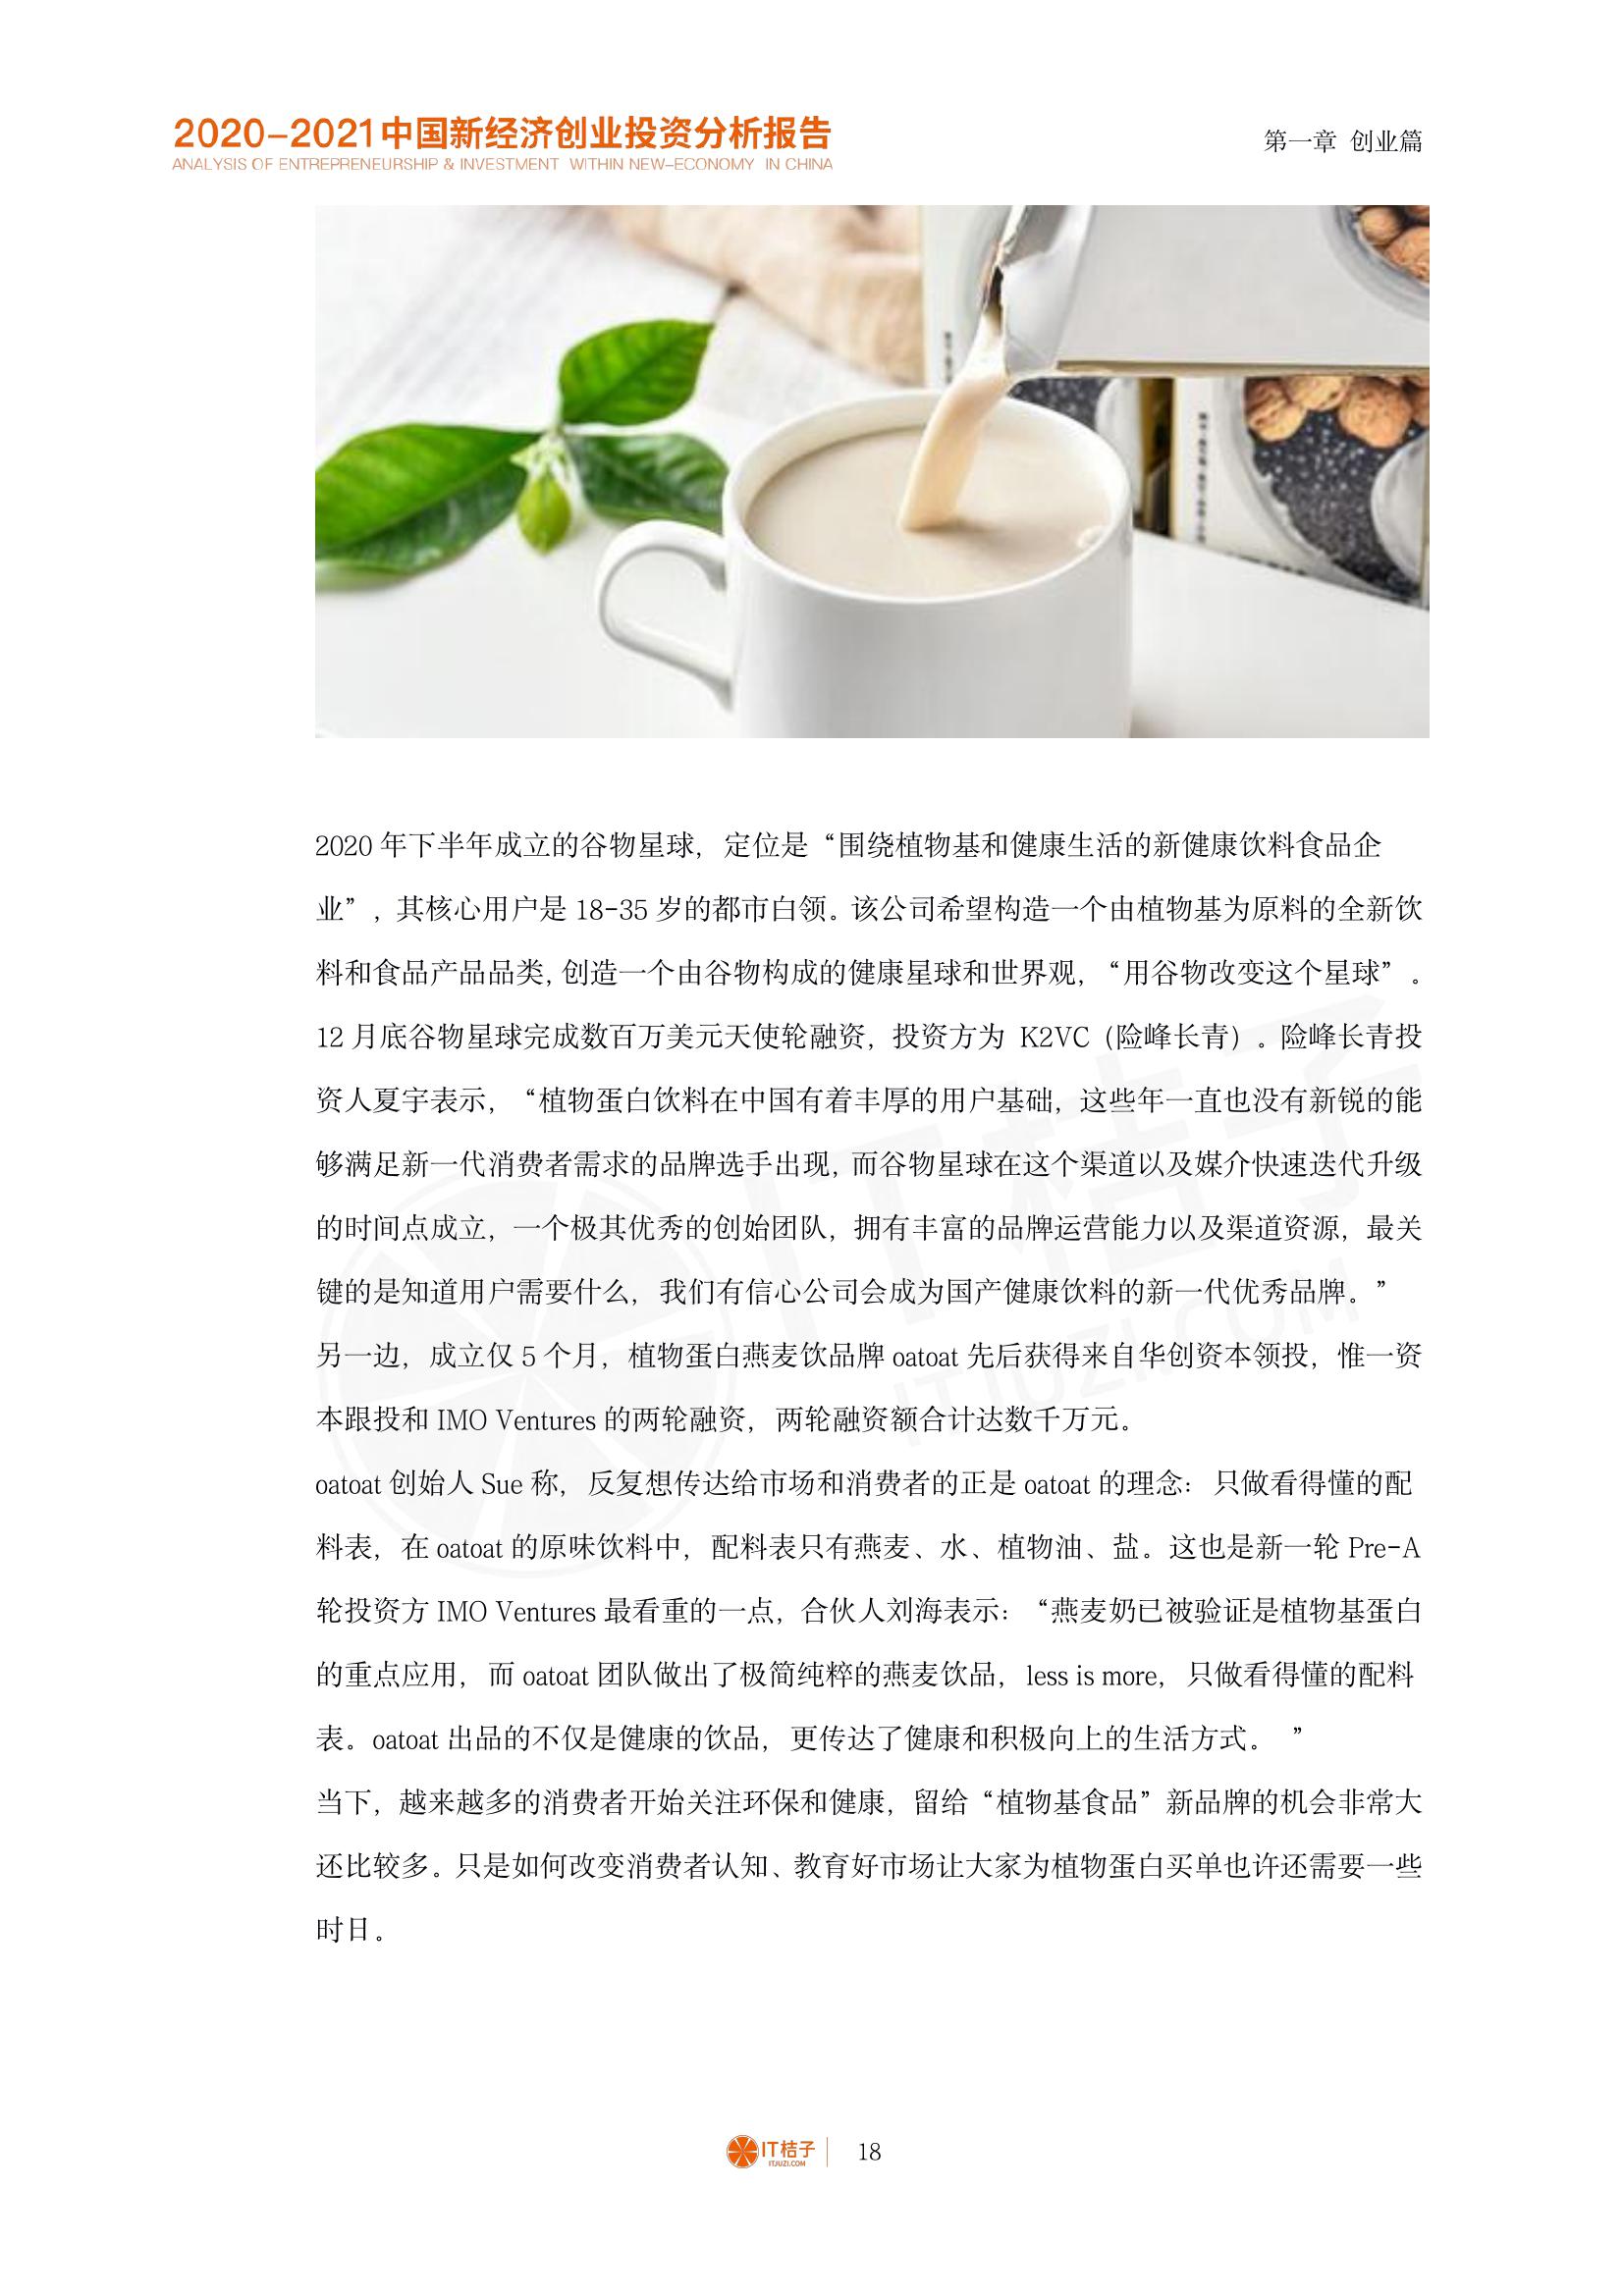 2020-2021中国新经济创业投资分析报告
ANALYSIS OF ENTREPRENEURSHIP & INVESTMENT WITHIN NEW-ECONOMY IN CHINA
第一章 创业篇
2020 年下半年成立的谷物星球，定位是“围绕植物基和健康生活的新健康饮料食品企
业”，其核心用户是 18-35 岁的都市白领。该公司希望构造一个由植物基为原料的全新饮
料和食品产品品类，创造一个由谷物构成的健康星球和世界观，“用谷物改变这个星球”。
12 月底谷物星球完成数百万美元天使轮融资，投资方为 K2VC（险峰长青）。险峰长青投
资人夏宇表示，“植物蛋白饮料在中国有着丰厚的用户基础，这些年一直也没有新锐的能
够满足新一代消费者需求的品牌选手出现，而谷物星球在这个渠道以及媒介快速迭代升级
的时间点成立，一个极其优秀的创始团队，拥有丰富的品牌运营能力以及渠道资源，最关
键的是知道用户需要什么，我们有信心公司会成为国产健康饮料的新一代优秀品牌。”
另一边，成立仅 5 个月，植物蛋白燕麦饮品牌 oatoat 先后获得来自华创资本领投，惟一资
本跟投和 IMO Ventures 的两轮融资，两轮融资额合计达数千万元。
oatoat 创始人 Sue 称，反复想传达给市场和消费者的正是 oatoat 的理念：只做看得懂的配
料表，在 oatoat 的原味饮料中，配料表只有燕麦、水、植物油、盐。这也是新一轮 Pre-A
轮投资方 IMO Ventures 最看重的一点，合伙人刘海表示：“燕麦奶已被验证是植物基蛋白
的重点应用，而 oatoat 团队做出了极简纯粹的燕麦饮品，less is more，只做看得懂的配料
表。oatoat 出品的不仅是健康的饮品，更传达了健康和积极向上的生活方式。 ”
当下，越来越多的消费者开始关注环保和健康，留给“植物基食品”新品牌的机会非常大
还比较多。只是如何改变消费者认知、教育好市场让大家为植物蛋白买单也许还需要一些
时日。
IT桔子
ITJUZI.COM
IT桔子
ITJUZI.COM
18